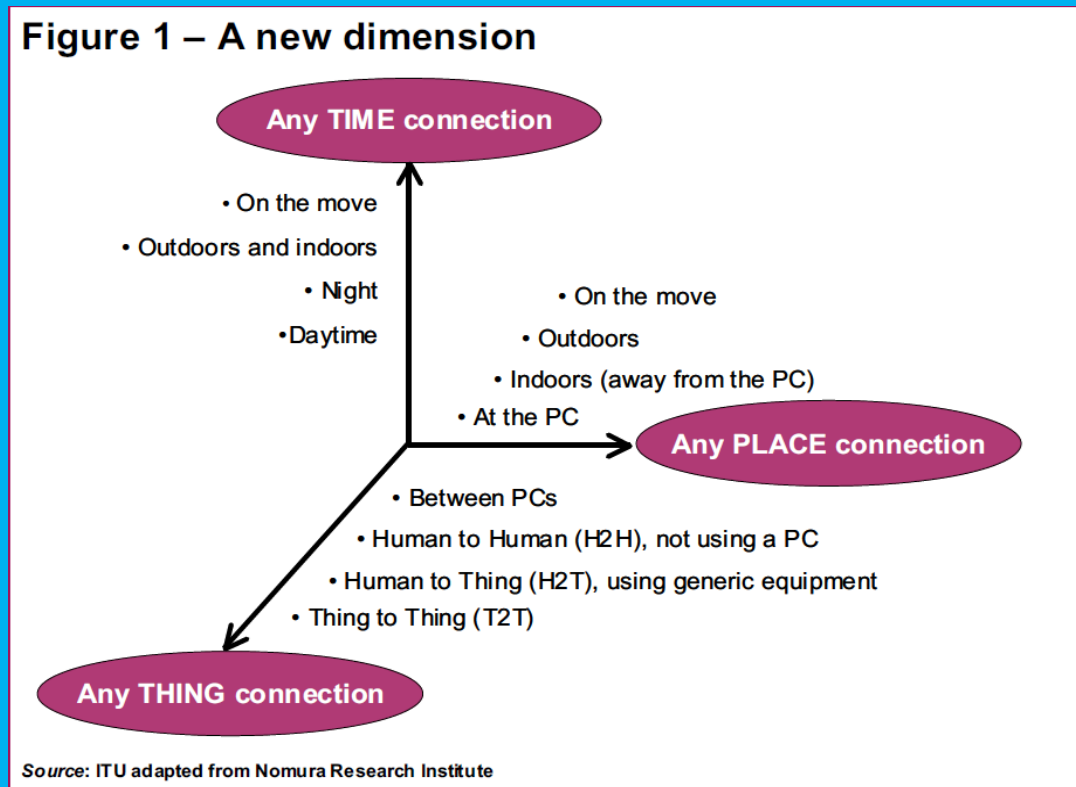 Figure 1 – A new dimension
Any TIME connection
• On the move
• Outdoors and indoors
• Night
•Daytime
• On the move
• Outdoors
• Indoors (away from the PC)
• At the PC
Any PLACE connection
• Between PCs
• Human to Human (H2H), not using a PC
• Human to Thing (H2T), using generic equipment
• Thing to Thing (T2T)
Any THING connection
Source: ITU adapted from Nomura Research Institute